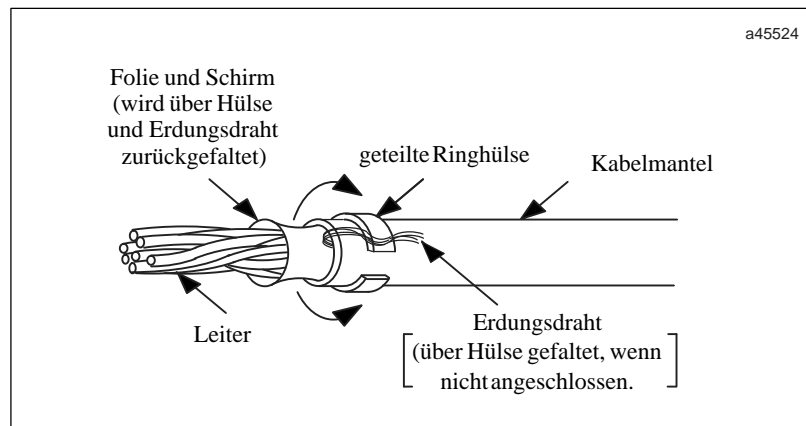 a45524
Folie und Schirm
(wird über Hülse
und Erdungsdraht
zurückgefaltet)
geteilte Ringhülse
Kabelmantel
Leiter
Erdungsdraht
(über Hülse gefaltet, wenn
nicht angeschlossen.